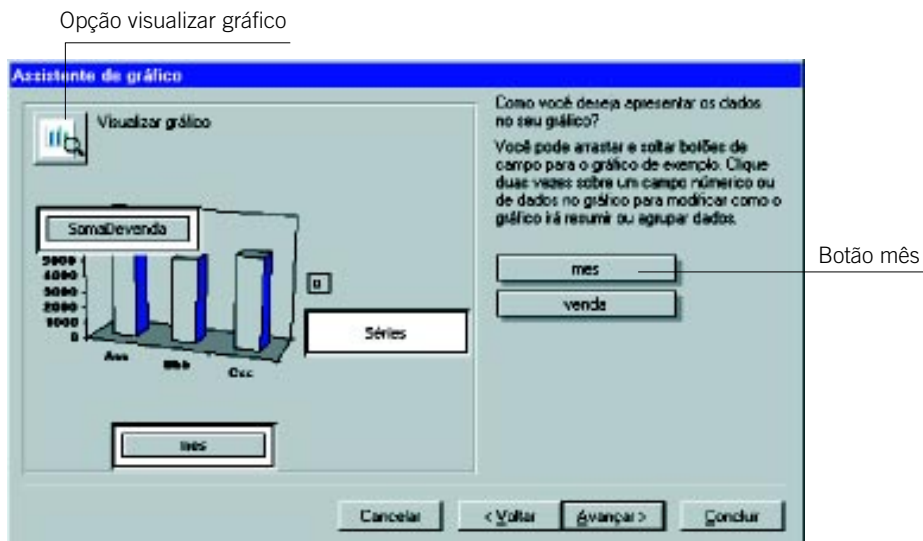 Opção visualizar gráfico
Assistente de gráfico
Visualizar gráfico
SomaDevenda
5000
4000
3000
2000
1000
0
Aaa
Bbb
Ccc
Séries
mes
Como você deseja apresentar os dados
no seu gráfico?
Você pode arrastar e soltar botões de
campo para o gráfico de exemplo. Clique
duas vezes sobre um campo númerico ou
de dados no gráfico para modificar como o
gráfico irá resumir ou agrupar dados.
mes
venda
Botão mês
Cancelar
< Voltar
Avançar >
Concluir